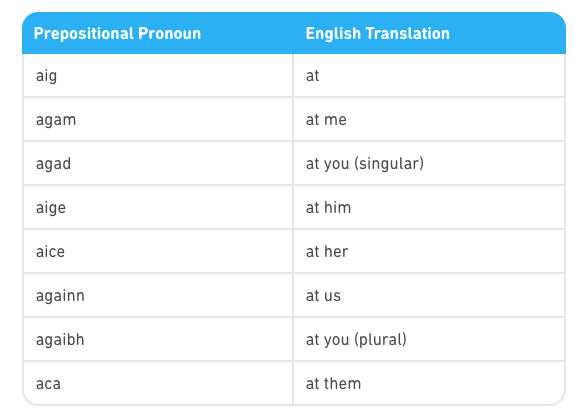 Prepositional Pronoun English Translation
aig at
agam at me
agad at you (singular)
aige at him
aice at her
againn at us
agaibh at you (plural)
aca at them